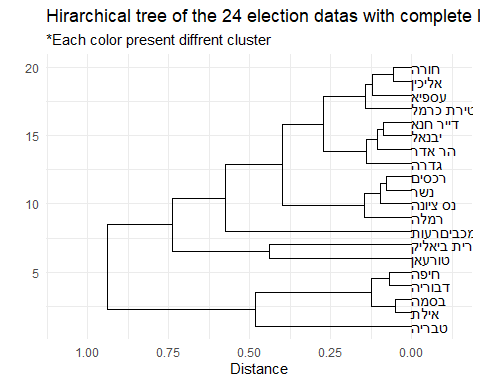 Hirarchical tree of the 24 election datas with complete
*Each color present diffrent cluster
20
15
10
5
חורה
אליכין
עספיא
טירת כרמל
דייר חנא
יבנאל
הר אדר
גדרה
רכסים
נשר
נס ציונה
רמלה
מכביםרעות
רית ביאליק
טורעאן
חיפה
דבוריה
בסמה
אילת
טבריה
1.00 0.75 0.50 0.25 0.00
Distance